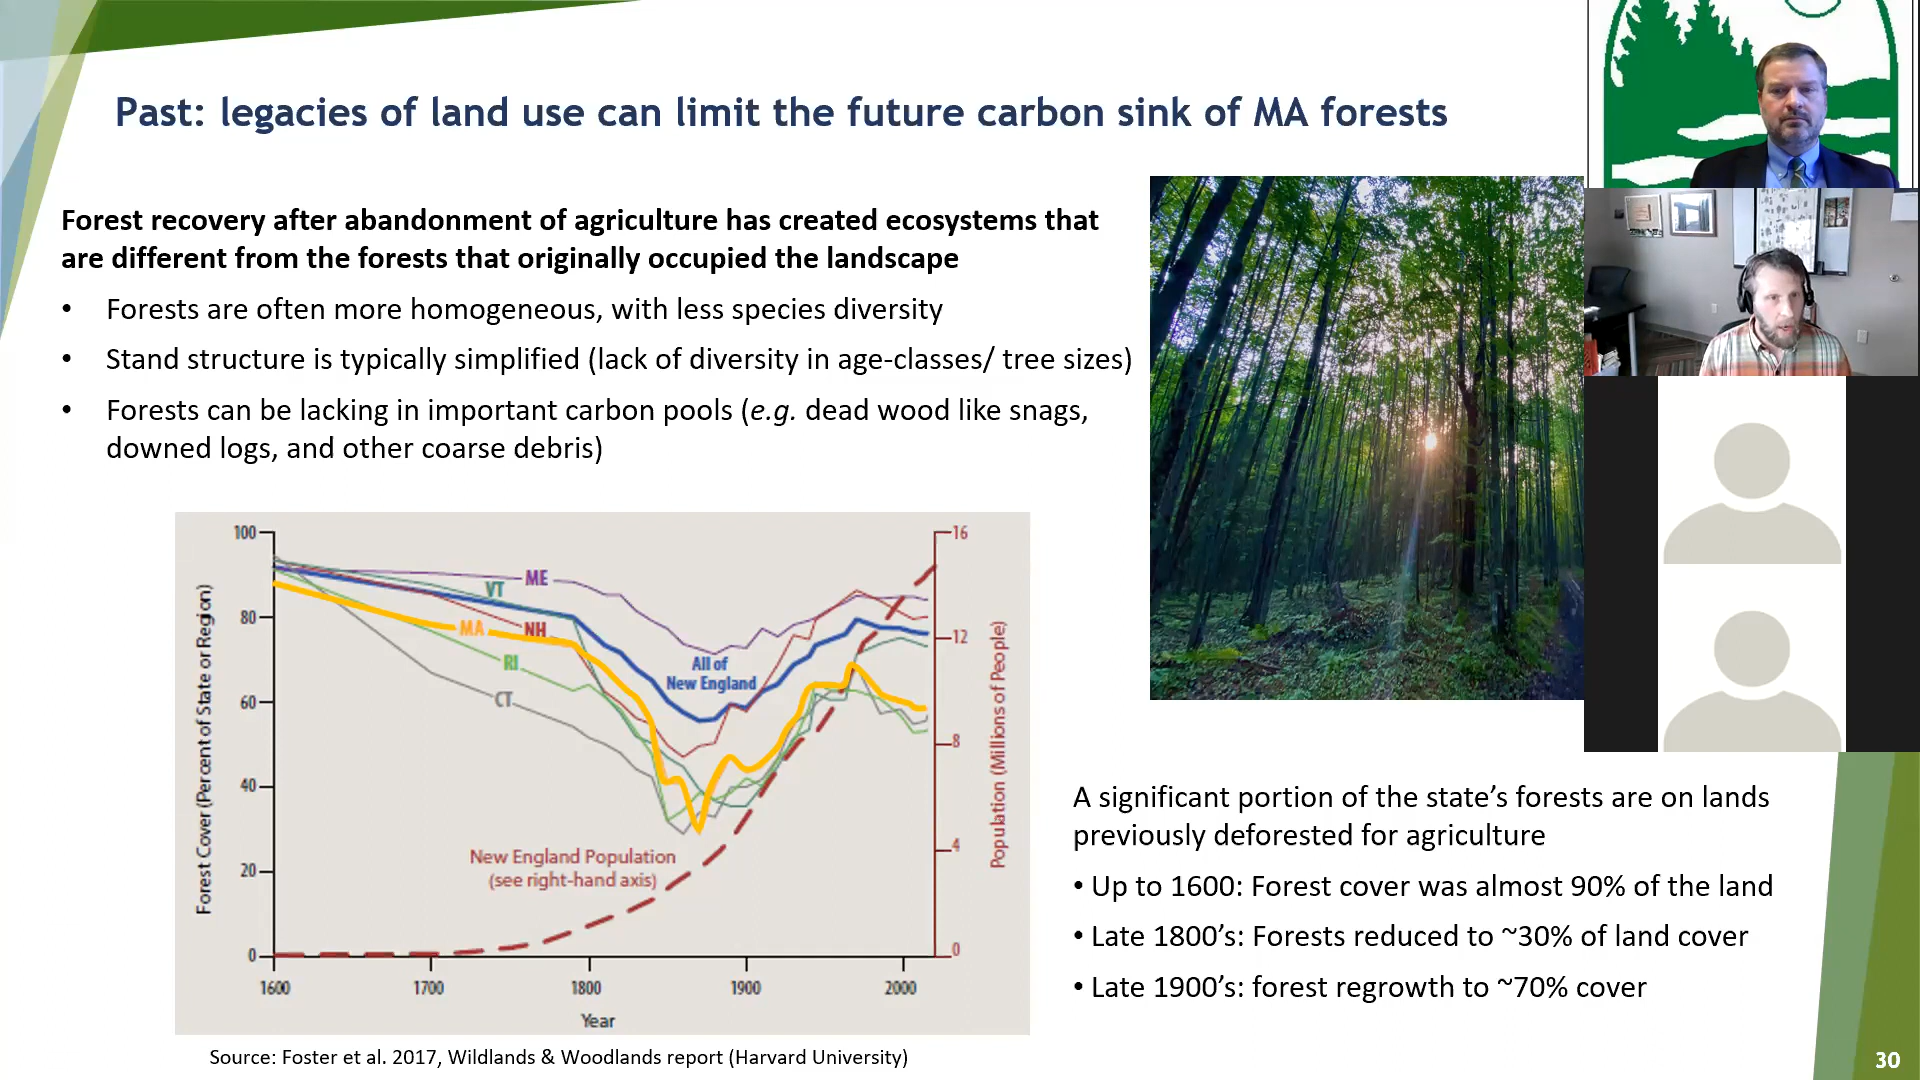 Past: legacies of land use can limit the future carbon sink of MA forests
Forest recovery after abandonment of agriculture has created ecosystems that
are different from the forests that originally occupied the landscape
• Forests are often more homogeneous, with less species diversity
• Stand structure is typically simplified (lack of diversity in age-classes/ tree sizes)
• Forests can be lacking in important carbon pools (e.g. dead wood like snags,
downed logs, and other coarse debris)
100
80
60
40
20
0
Forest Cover (Percent of State or Region)
16
12
8
4
0
Population (Millions of People)
ME
VT
MA
NH
RI
CT
All of
New England
New England Population
(see right-hand axis)
1600
1700
1800
1900
2000
Year
Source: Foster et al. 2017, Wildlands & Woodlands report (Harvard University)
A significant portion of the state’s forests are on lands
previously deforested for agriculture
• Up to 1600: Forest cover was almost 90% of the land
• Late 1800’s: Forests reduced to ~30% of land cover
• Late 1900’s: forest regrowth to ~70% cover
30